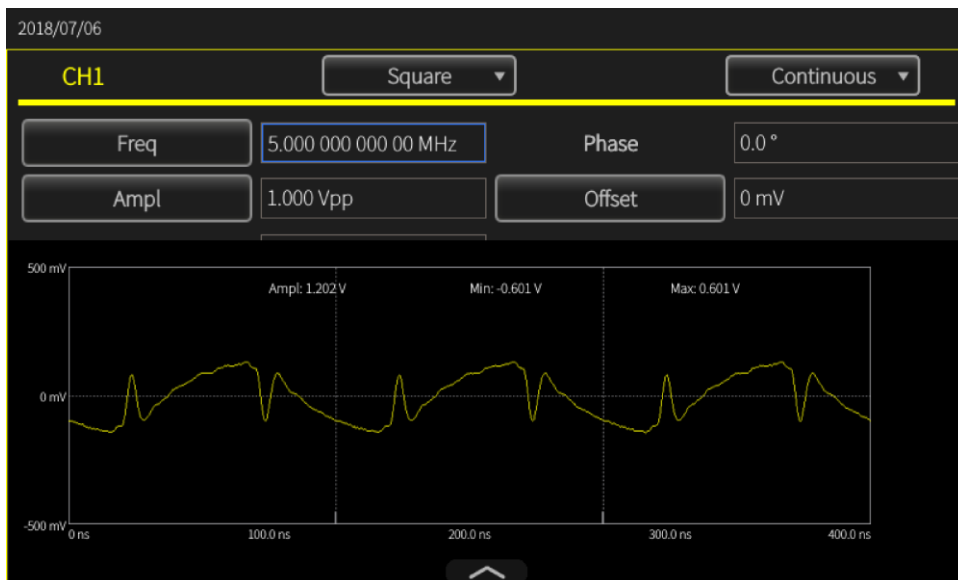 2018/07/06
CH1 Square Continuous
Freq 5.000 000 000 00 MHz Phase 0.0 °
Ampl 1.000 Vpp Offset 0 mV
500 mV
Ampl: 1.202 V Min: -0.601 V Max: 0.601 V
0 mV
-500 mV
0 ns 100.0 ns 200.0 ns 300.0 ns 400.0 ns